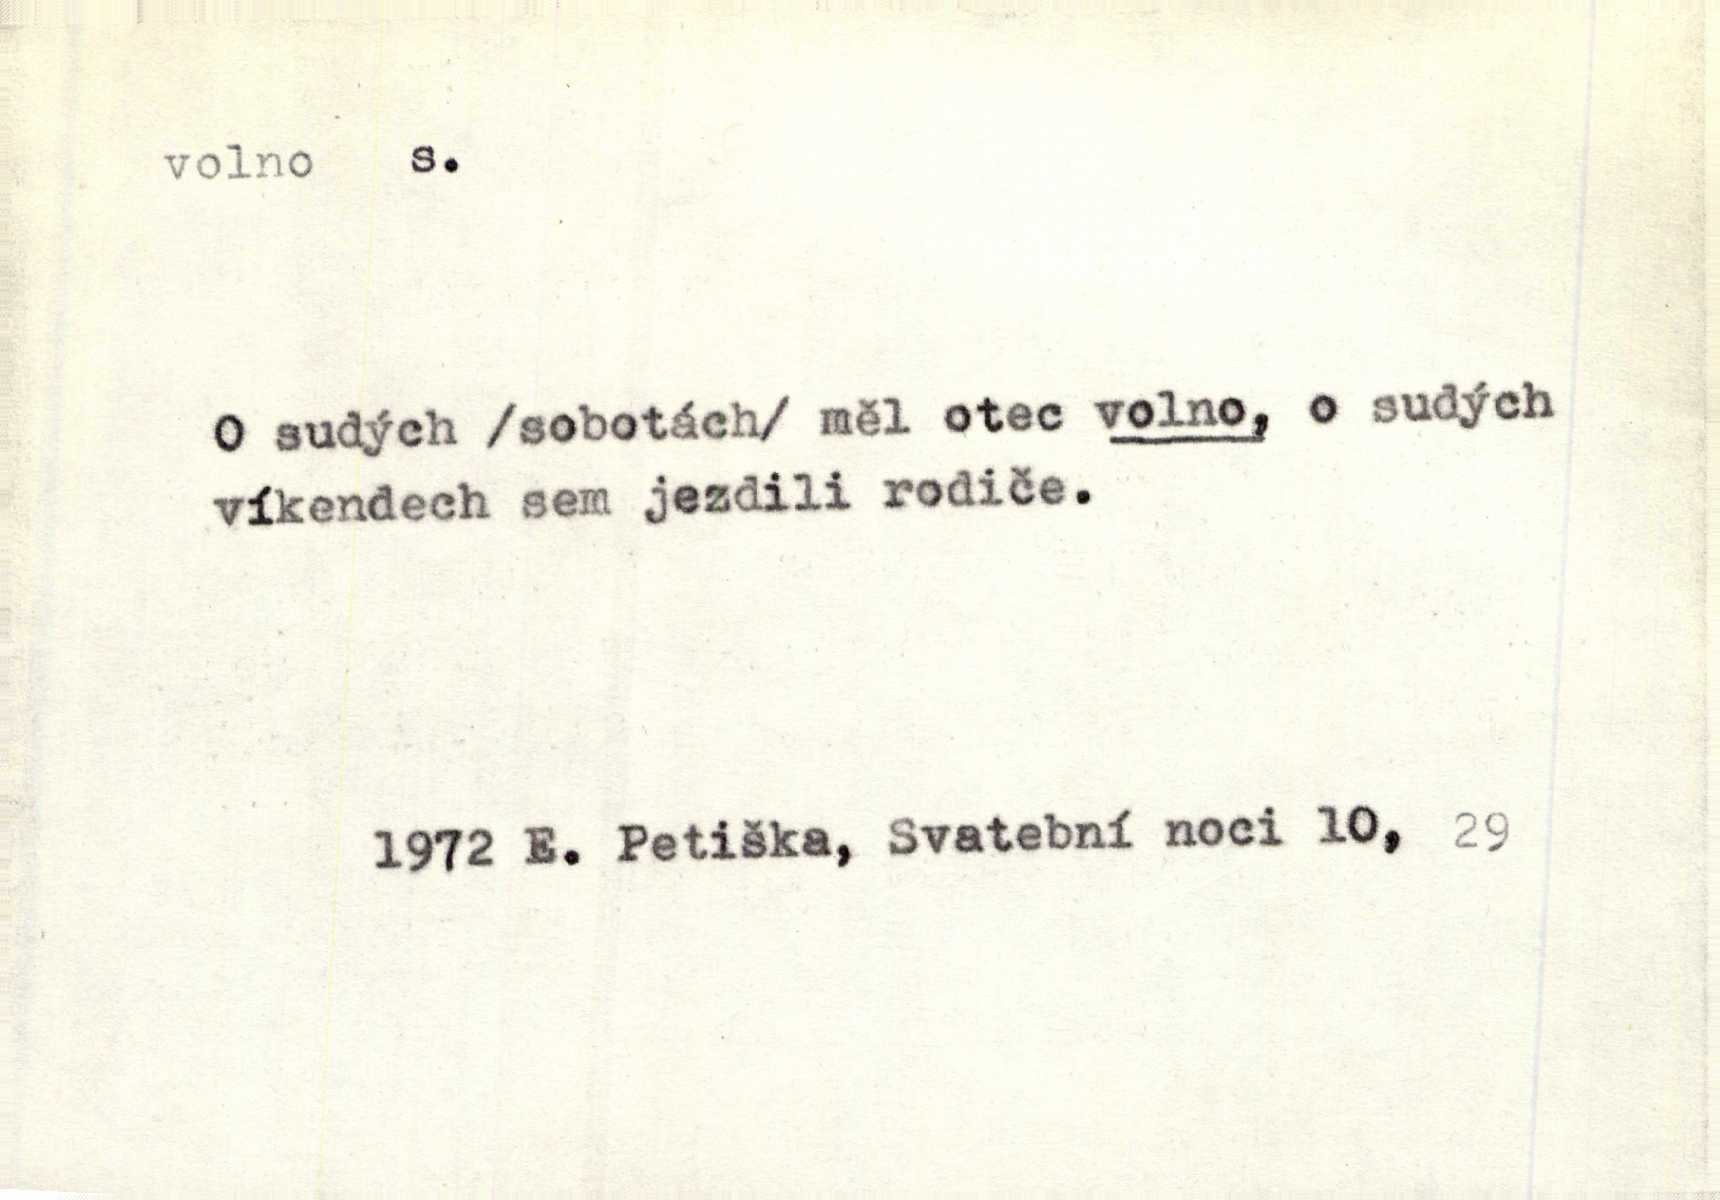 volno s.
O sudých /sobotách/ měl otec volno, o sudých
víkendech sem jezdili rodiče.
1972 E. Petiška, Svatební noci 10, 29